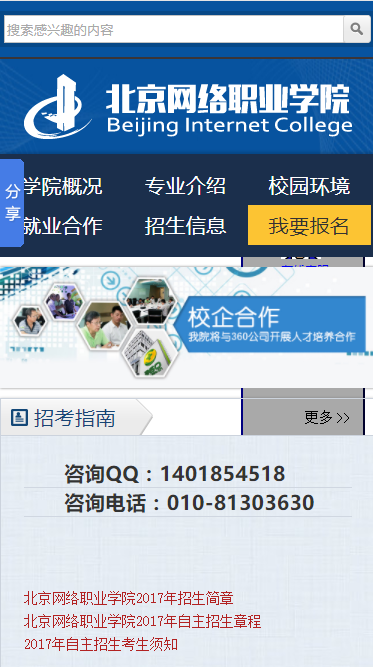 搜索感兴趣的内容
北京网络职业学院
Beijing Internet College
分享
学院概况 专业介绍 校园环境
就业合作 招生信息 我要报名
校企合作
我院将与360公司开展人才培养合作
招考指南 更多 >>
咨询QQ：1401854518
咨询电话：010-81303630
北京网络职业学院2017年招生简章
北京网络职业学院2017年自主招生章程
2017年自主招生考生须知